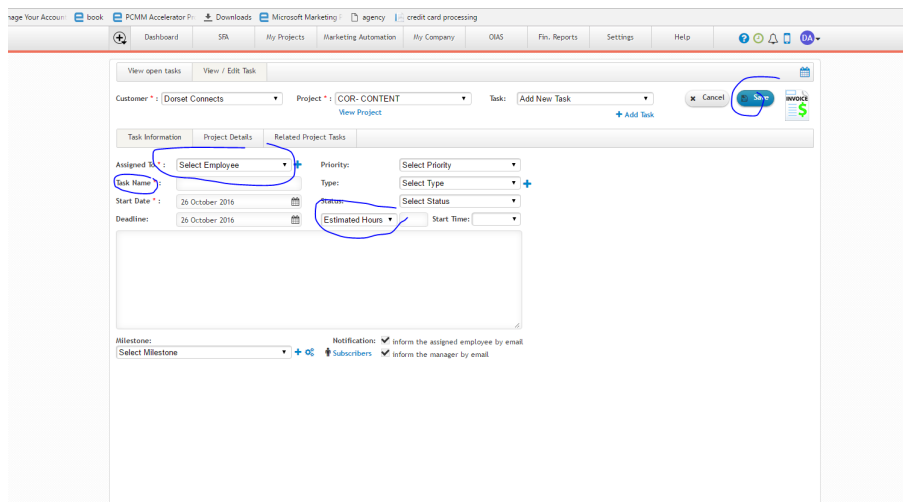 nage Your Accoun book PCMM Accelerator Pr Downloads Microsoft Marketing agency credit card processing
Dashboard SFA My Projects Marketing Automation My Company OIAS Fin. Reports Settings Help DA
View open tasks View / Edit Task
Customer * : Dorset Connects Project * : COR- CONTENT Task: Add New Task Cancel Save INVOICE
View Project + Add Task
Task Information Project Details Related Project Tasks
Assigned To * : Select Employee + Priority: Select Priority
Task Name * : Type: Select Type +
Start Date * : 26 October 2016 Status: Select Status
Deadline: 26 October 2016 Estimated Hours Start Time:
Milestone: Notification: inform the assigned employee by email
Select Milestone + Subscribers inform the manager by email